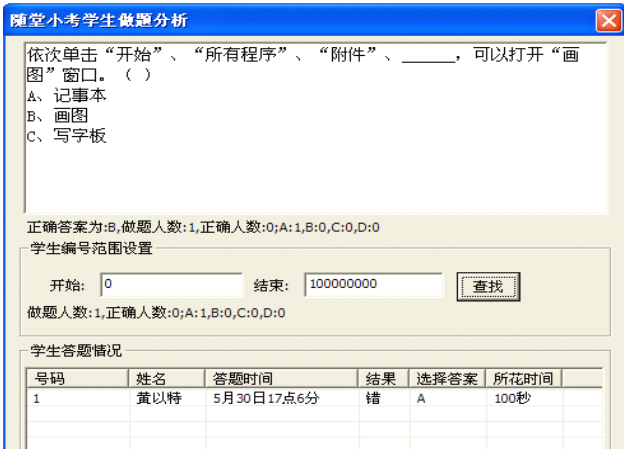 随堂小考学生做题分析
依次单击“开始”、“所有程序”、“附件”、______，可以打开“画
图”窗口。（ ）
A、记事本
B、画图
C、写字板
正确答案为:B,做题人数:1,正确人数:0;A:1,B:0,C:0,D:0
学生编号范围设置
开始: 0 结束: 100000000 查找
做题人数:1,正确人数:0;A:1,B:0,C:0,D:0
学生答题情况
号码 姓名 答题时间 结果 选择答案 所花时间
1 黄以特 5月30日17点6分 错 A 100秒